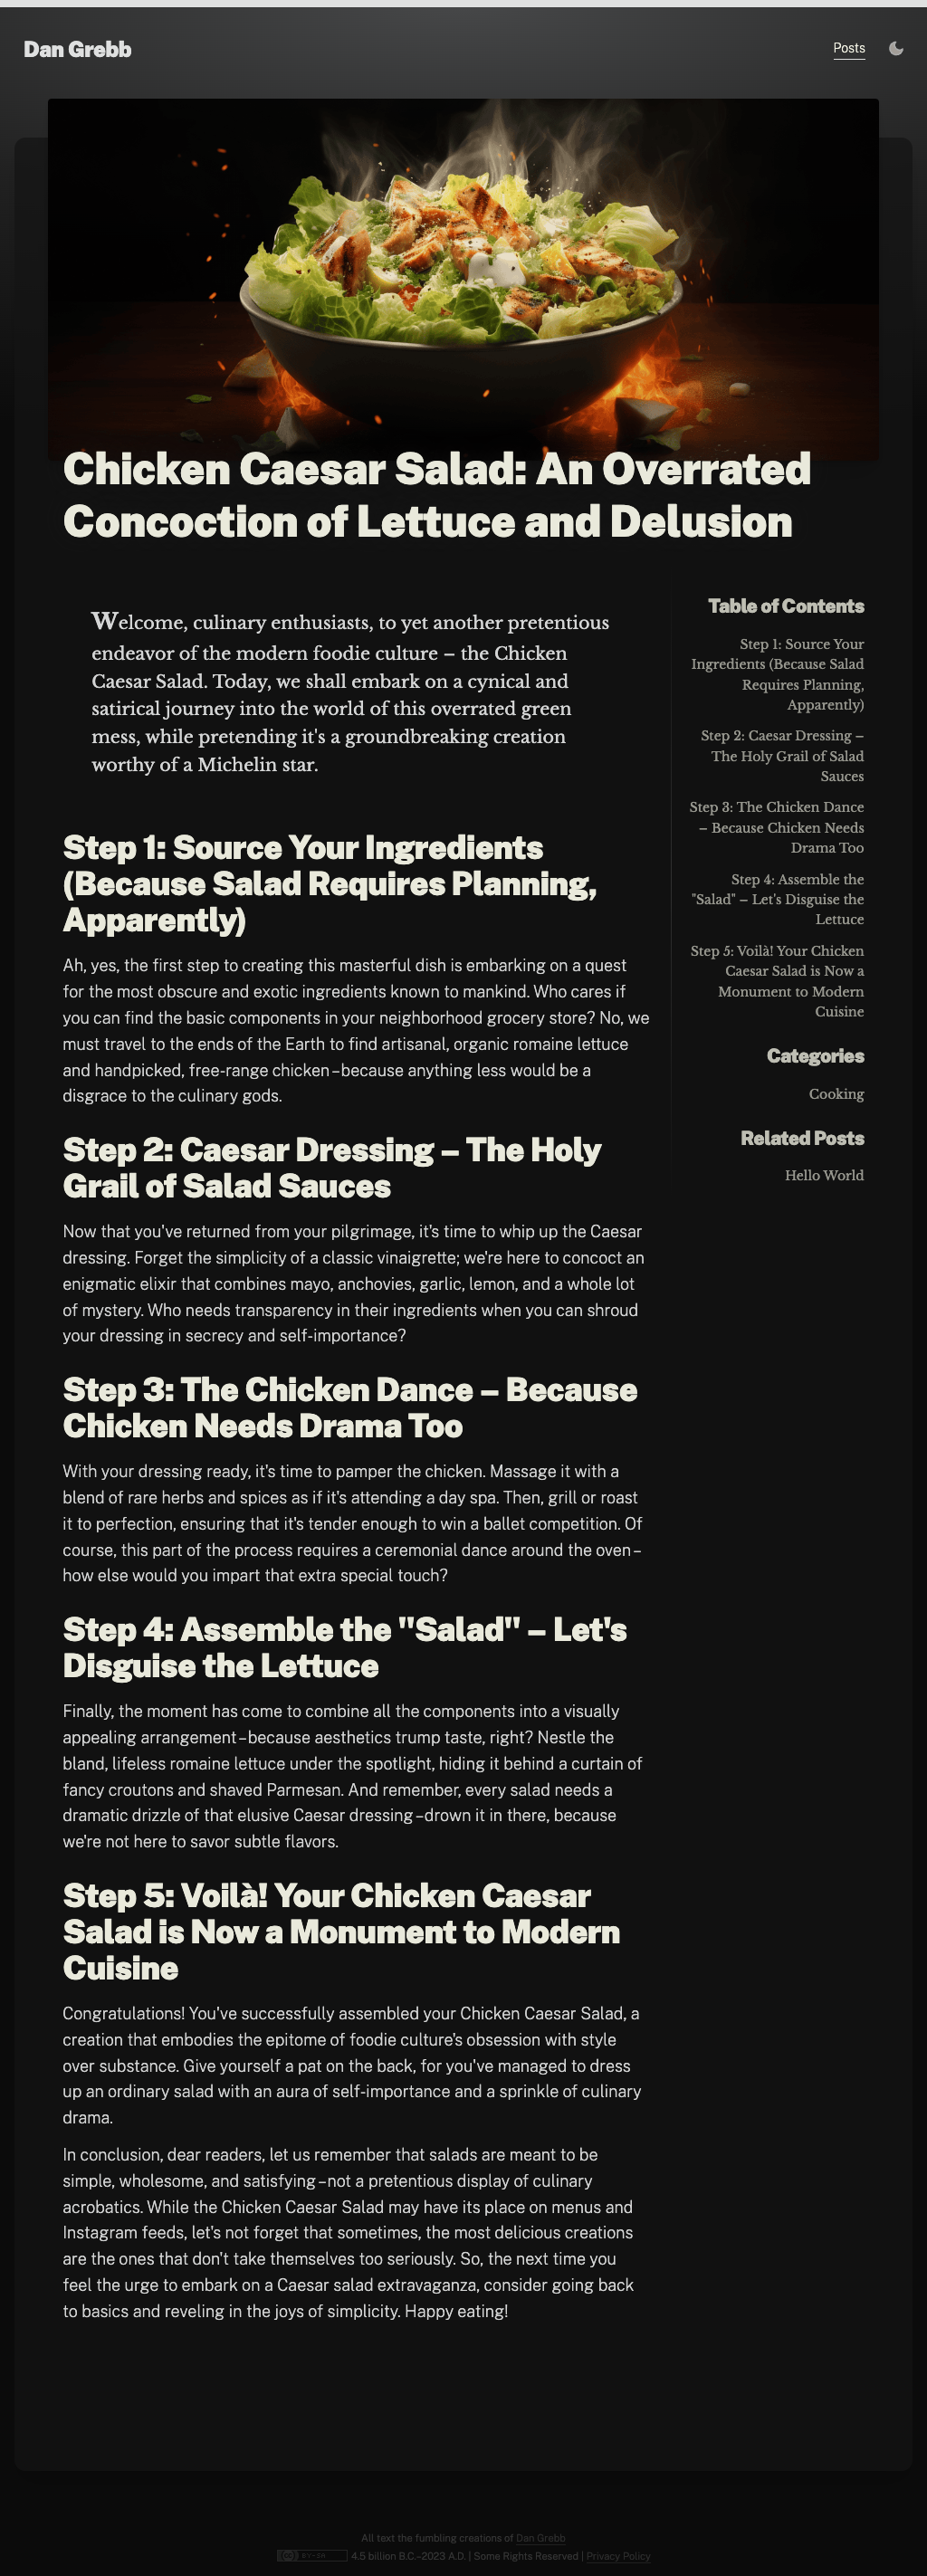 Dan Grebb
Posts
Chicken Caesar Salad: An Overrated
Concoction of Lettuce and Delusion
Welcome, culinary enthusiasts, to yet another pretentious
endeavor of the modern foodie culture – the Chicken
Caesar Salad. Today, we shall embark on a cynical and
satirical journey into the world of this overrated green
mess, while pretending it's a groundbreaking creation
worthy of a Michelin star.
Step 1: Source Your Ingredients
(Because Salad Requires Planning,
Apparently)
Ah, yes, the first step to creating this masterful dish is embarking on a quest
for the most obscure and exotic ingredients known to mankind. Who cares if
you can find the basic components in your neighborhood grocery store? No, we
must travel to the ends of the Earth to find artisanal, organic romaine lettuce
and handpicked, free-range chicken–because anything less would be a
disgrace to the culinary gods.
Step 2: Caesar Dressing – The Holy
Grail of Salad Sauces
Now that you've returned from your pilgrimage, it's time to whip up the Caesar
dressing. Forget the simplicity of a classic vinaigrette; we're here to concoct an
enigmatic elixir that combines mayo, anchovies, garlic, lemon, and a whole lot
of mystery. Who needs transparency in their ingredients when you can shroud
your dressing in secrecy and self-importance?
Step 3: The Chicken Dance – Because
Chicken Needs Drama Too
With your dressing ready, it's time to pamper the chicken. Massage it with a
blend of rare herbs and spices as if it's attending a day spa. Then, grill or roast
it to perfection, ensuring that it's tender enough to win a ballet competition. Of
course, this part of the process requires a ceremonial dance around the oven–
how else would you impart that extra special touch?
Step 4: Assemble the "Salad" – Let's
Disguise the Lettuce
Finally, the moment has come to combine all the components into a visually
appealing arrangement–because aesthetics trump taste, right? Nestle the
bland, lifeless romaine lettuce under the spotlight, hiding it behind a curtain of
fancy croutons and shaved Parmesan. And remember, every salad needs a
dramatic drizzle of that elusive Caesar dressing–drown it in there, because
we're not here to savor subtle flavors.
Step 5: Voilà! Your Chicken Caesar
Salad is Now a Monument to Modern
Cuisine
Congratulations! You've successfully assembled your Chicken Caesar Salad, a
creation that embodies the epitome of foodie culture's obsession with style
over substance. Give yourself a pat on the back, for you've managed to dress
up an ordinary salad with an aura of self-importance and a sprinkle of culinary
drama.
In conclusion, dear readers, let us remember that salads are meant to be
simple, wholesome, and satisfying–not a pretentious display of culinary
acrobatics. While the Chicken Caesar Salad may have its place on menus and
Instagram feeds, let's not forget that sometimes, the most delicious creations
are the ones that don't take themselves too seriously. So, the next time you
feel the urge to embark on a Caesar salad extravaganza, consider going back
to basics and reveling in the joys of simplicity. Happy eating!
Table of Contents
Step 1: Source Your
Ingredients (Because Salad
Requires Planning,
Apparently)
Step 2: Caesar Dressing –
The Holy Grail of Salad
Sauces
Step 3: The Chicken Dance
– Because Chicken Needs
Drama Too
Step 4: Assemble the
"Salad" – Let's Disguise the
Lettuce
Step 5: Voilà! Your Chicken
Caesar Salad is Now a
Monument to Modern
Cuisine
Categories
Cooking
Related Posts
Hello World
All text the fumbling creations of Dan Grebb
CC BY-SA 4.5 billion B.C.–2023 A.D. | Some Rights Reserved | Privacy Policy